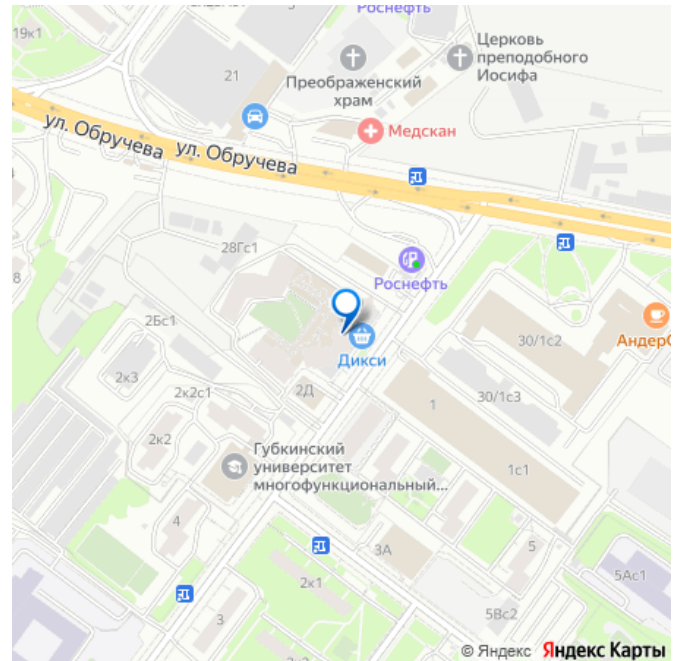 Роснефть
19к1
21
Преображенский
храм
Церковь
преподобного
Иосифа
Медскан
ул. Обручева
ул. Обручева
28Гс1
Роснефть
8
2Бс1
Дикси
30/1с2
2к3
2Д
2к2с1
1
30/1с3
2к2
Губкинский
университет
многофункциональный...
1с1
4
3А
5
5Ас1
2к1
5Вс2
3
© Яндекс Яндекс Карты